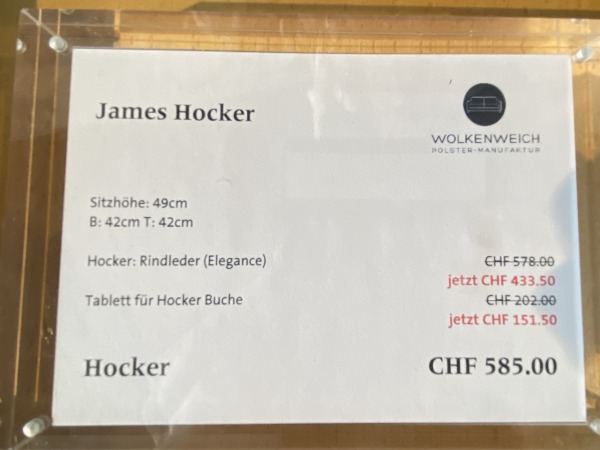 James Hocker
WOLKENWEICH
POLSTER-MANUFAKTUR
Sitzhöhe: 49cm
B: 42cm T: 42cm
Hocker: Rindleder (Elegance) CHF 578.00
jetzt CHF 433.50
Tablett für Hocker Buche CHF 202.00
jetzt CHF 151.50
Hocker CHF 585.00